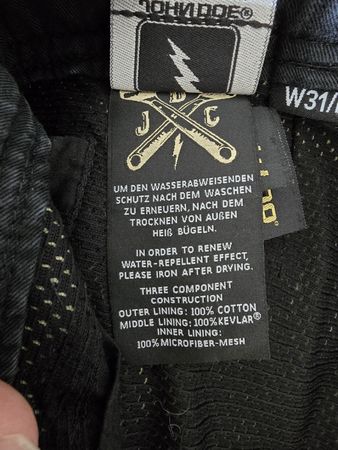 JOHN DOE®
W31/
J D C
UM DEN WASSERABWEISENDEN
SCHUTZ NACH DEM WASCHEN
ZU ERNEUERN, NACH DEM
TROCKNEN VON AUßEN
HEIß BÜGELN.
IN ORDER TO RENEW
WATER-REPELLENT EFFECT,
PLEASE IRON AFTER DRYING.
THREE COMPONENT
CONSTRUCTION
OUTER LINING: 100% COTTON
MIDDLE LINING: 100% KEVLAR®
INNER LINING:
100% MICROFIBER-MESH